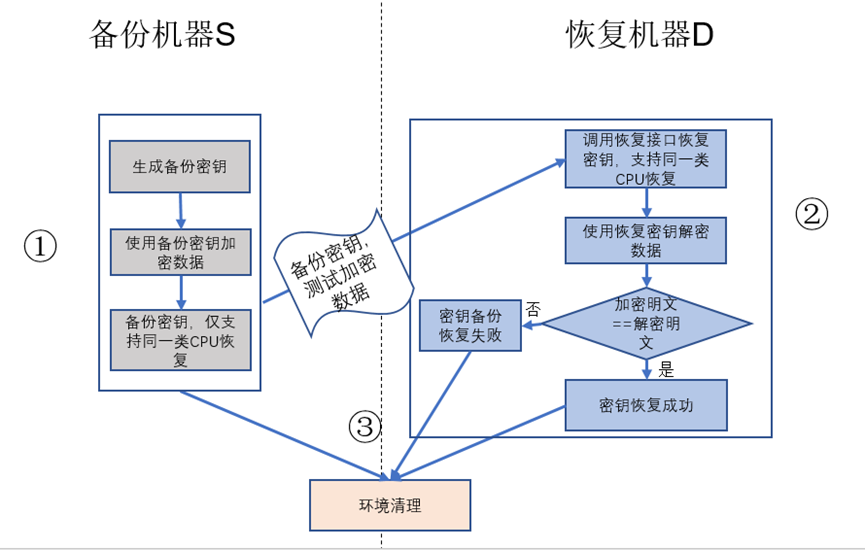 备份机器S
恢复机器D
①
生成备份密钥
使用备份密钥加
密数据
备份密钥，仅支
持同一类CPU恢
复
备份密钥，
测试加密
数据
②
调用恢复接口恢复
密钥，支持同一类
CPU恢复
使用恢复密钥解密
数据
加密明文
==解密明
文
否
密钥备份
恢复失败
是
密钥恢复成功
③
环境清理